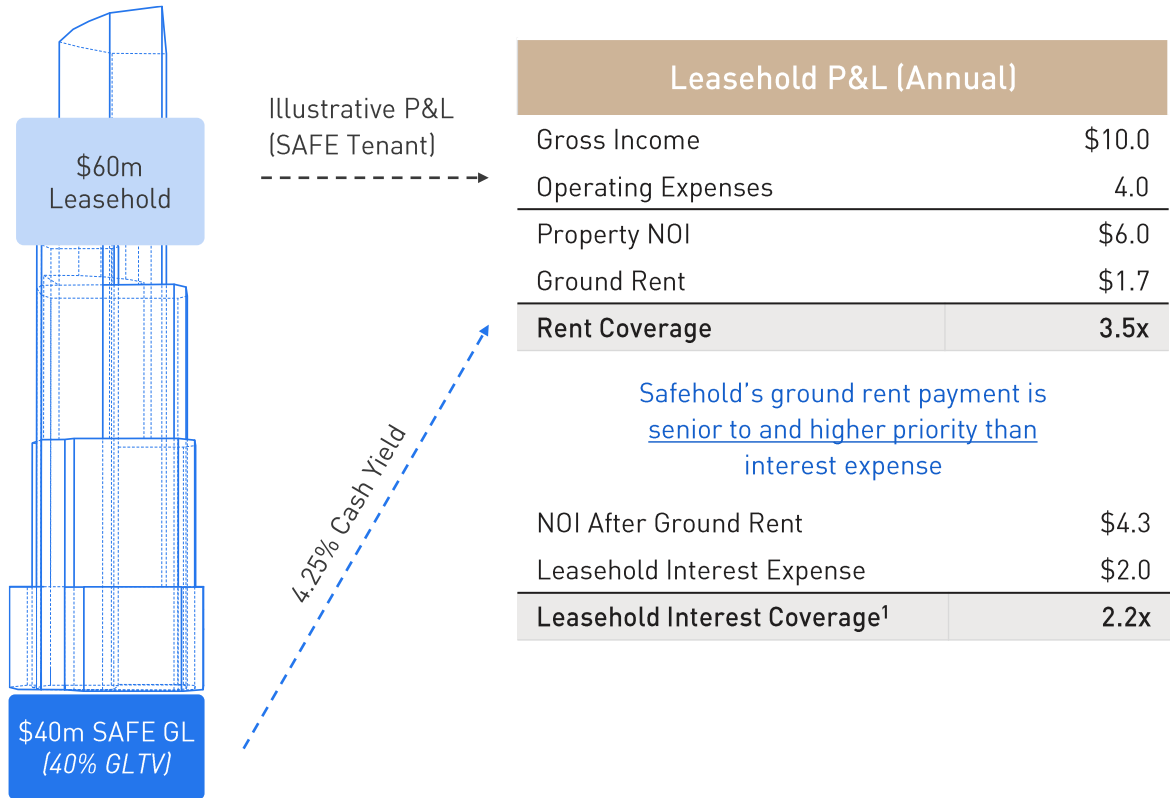 Leasehold P&L (Annual)
Illustrative P&L
(SAFE Tenant)
$60m
Leasehold
Gross Income $10.0
Operating Expenses 4.0
Property NOI $6.0
Ground Rent $1.7
Rent Coverage 3.5x
Safehold’s ground rent payment is
senior to and higher priority than
interest expense
4.25% Cash Yield
NOI After Ground Rent $4.3
Leasehold Interest Expense $2.0
Leasehold Interest Coverage¹ 2.2x
$40m SAFE GL
(40% GLTV)